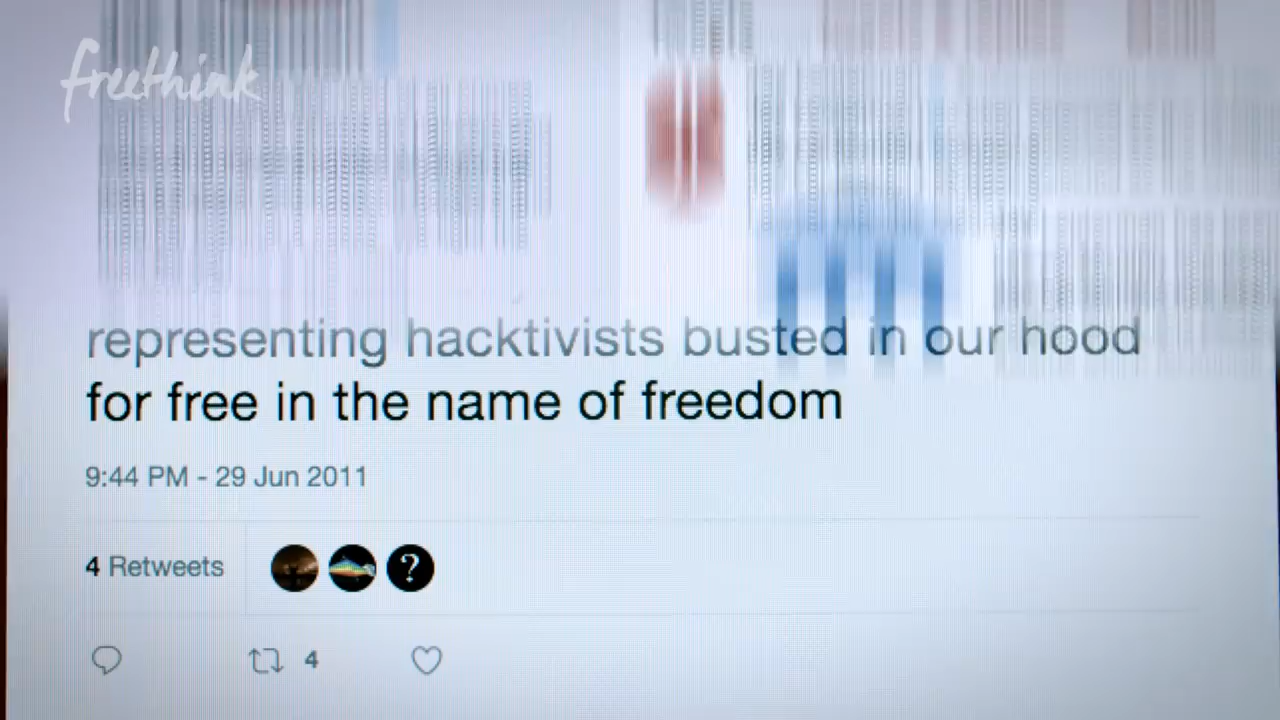 freethink
representing hacktivists busted in our hood
for free in the name of freedom
9:44 PM - 29 Jun 2011
4 Retweets
?
4